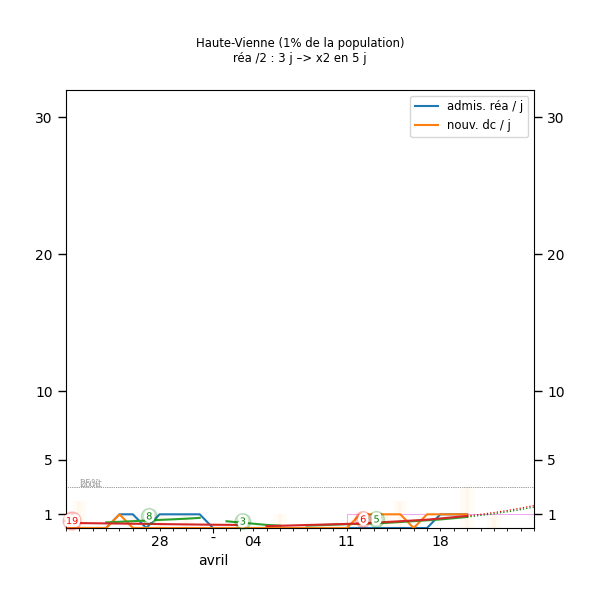 Haute-Vienne (1% de la population)
réa /2 : 3 j –> x2 en 5 j
admis. réa / j
nouv. dc / j
30 30
20 20
10 10
5 5
1 1
19 8 3 6 5
28 - 04 11 18
avril